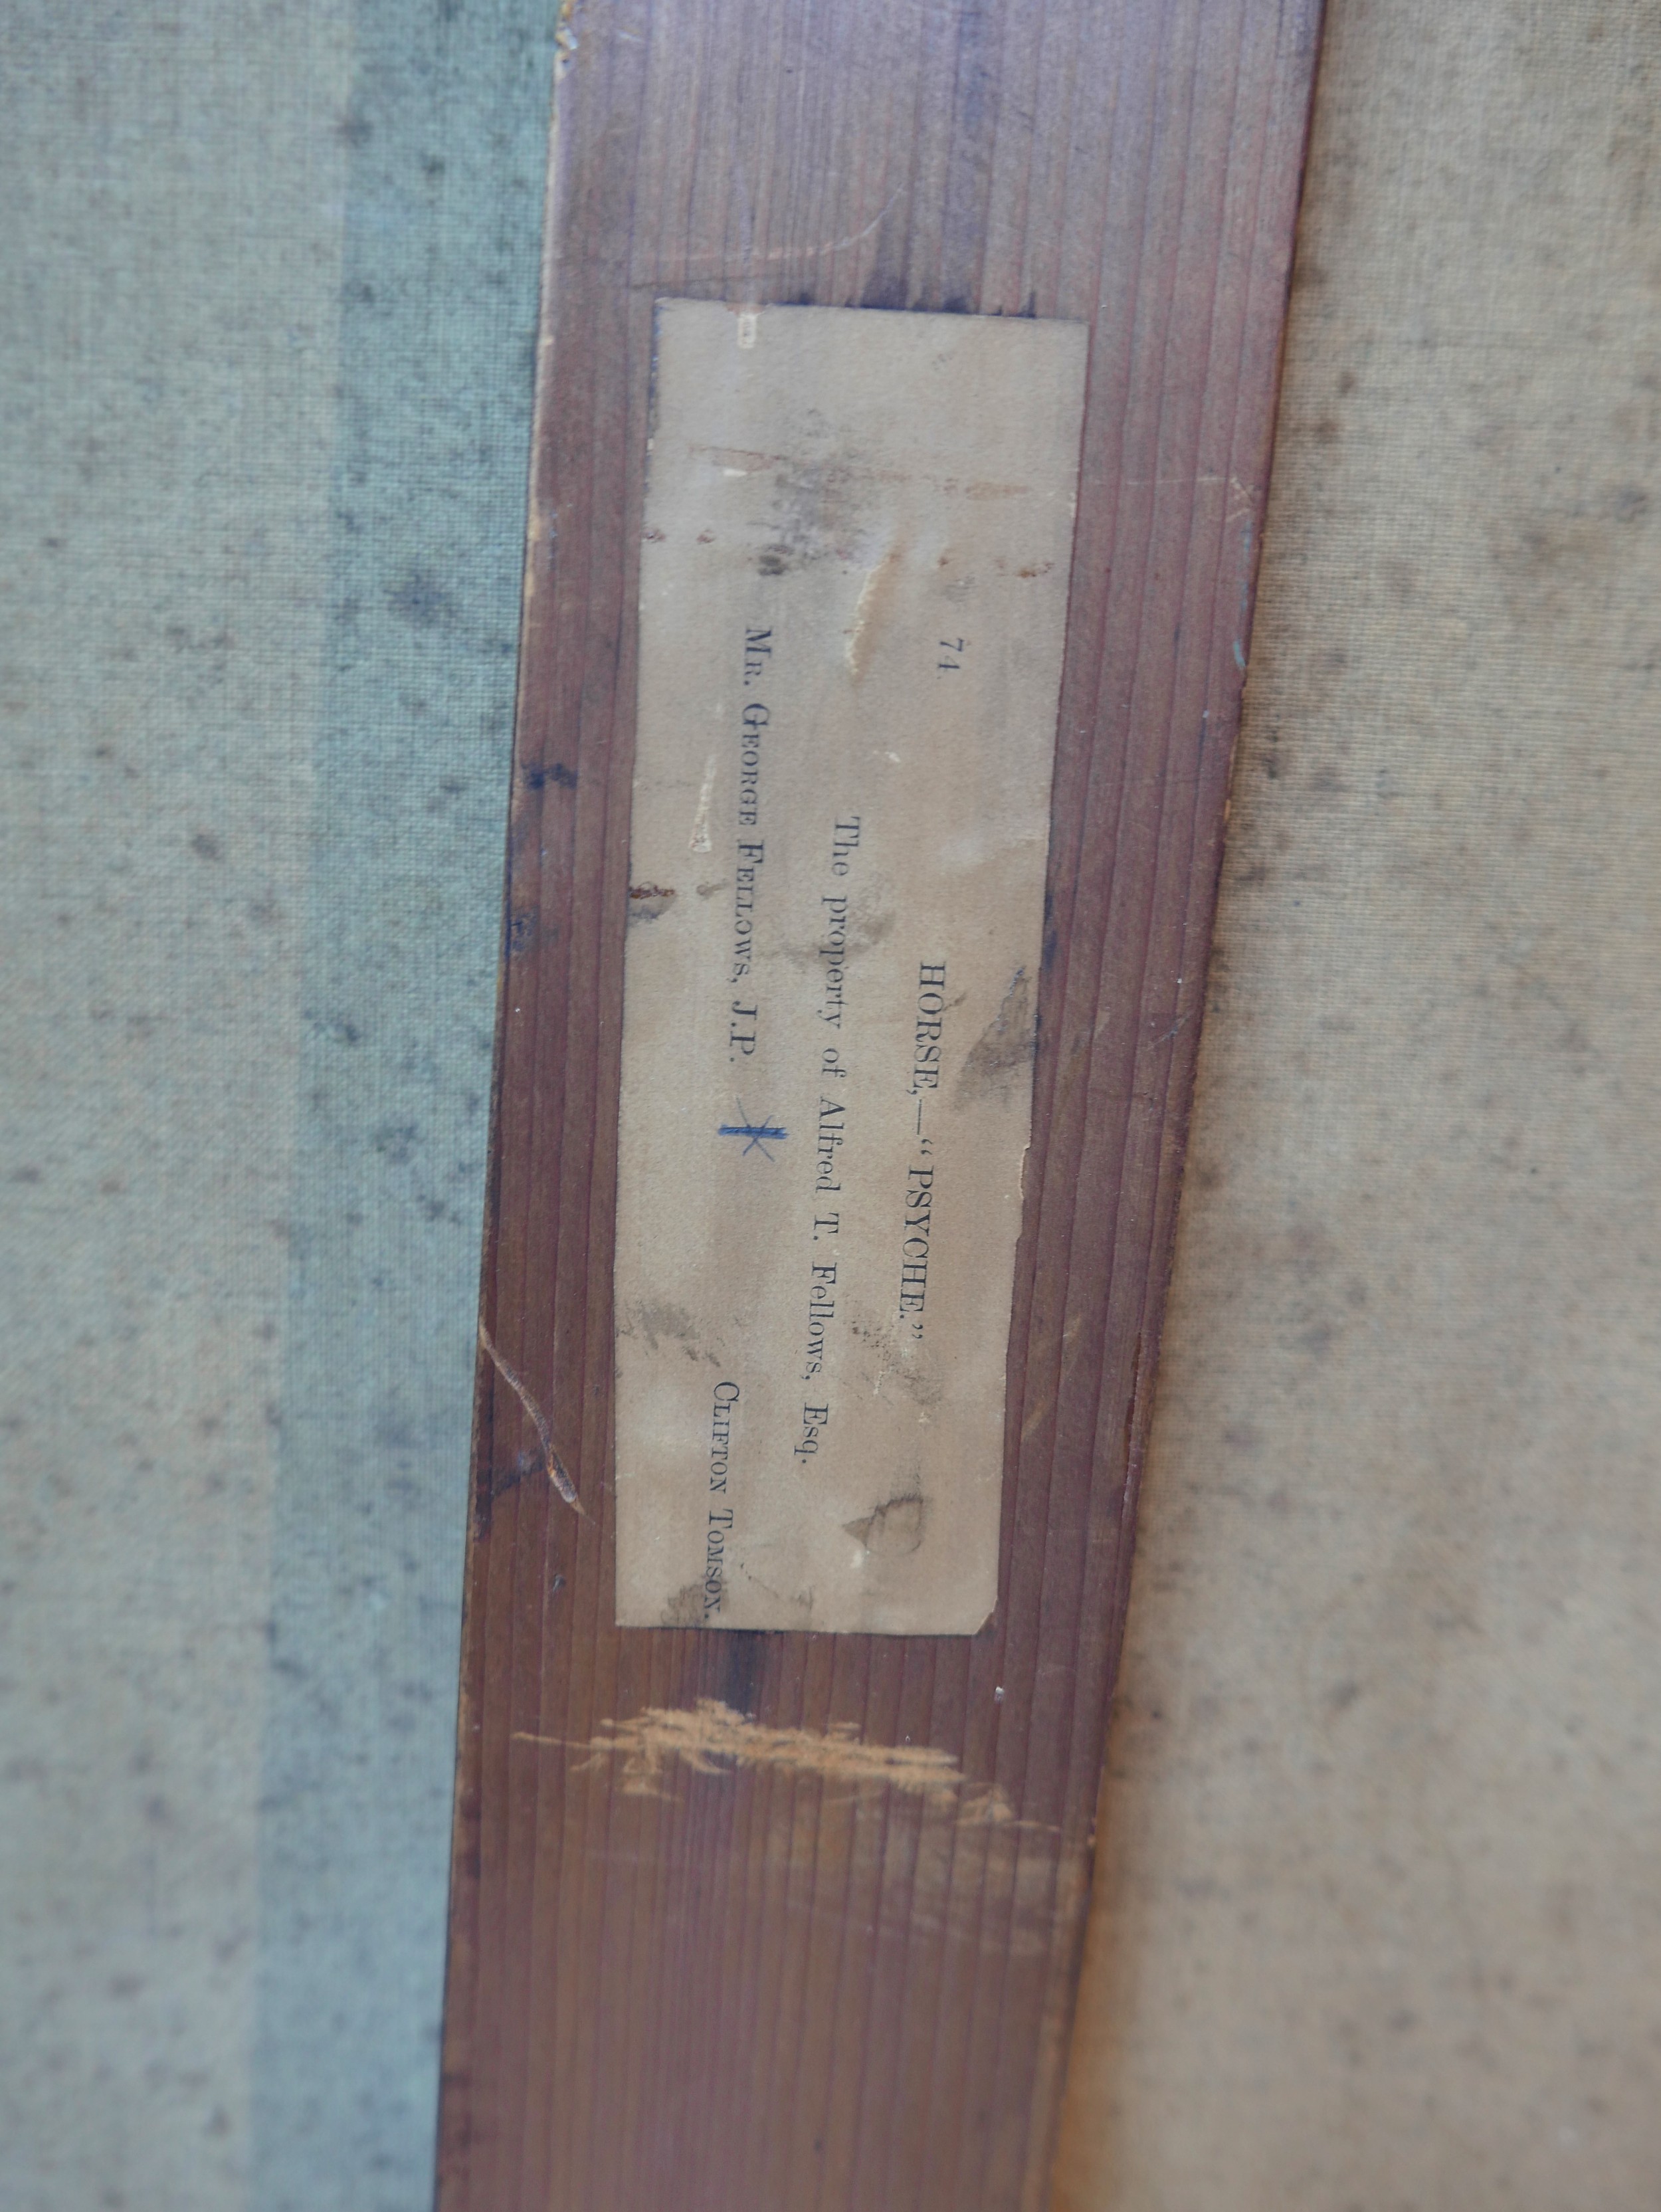 74 HORSE,—“PSYCHE.”
The property of Alfred T. Fellows, Esq.
MR. GEORGE FELLOWS, J.P. CLIFTON TOMSON.